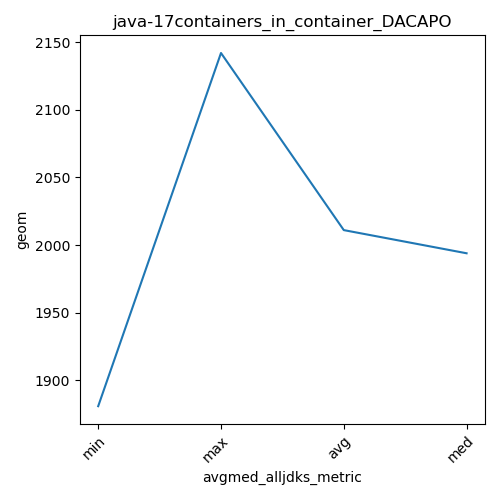 java-17containers_in_container_DACAPO
2150
2100
2050
2000
1950
1900
geom
min
max
avg
med
avgmed_alljdks_metric